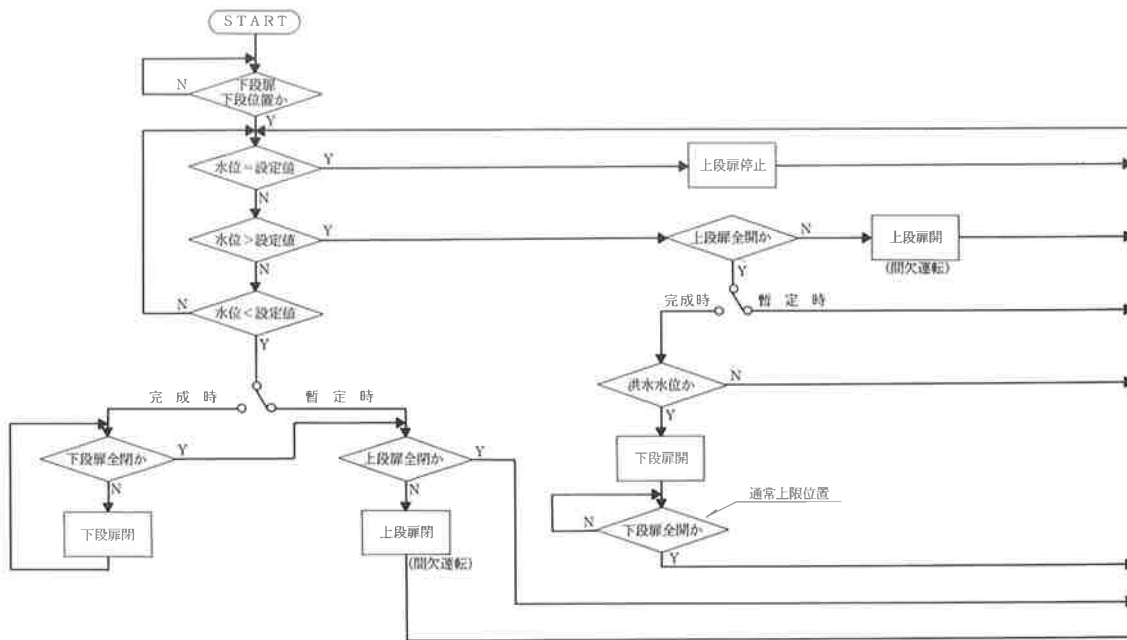 START
N
下段扉
下段位置か
Y
水位=設定値
Y
上段扉停止
N
水位>設定値
Y
上段扉全開か
N
上段扉開
(間欠運転)
N
Y
N
水位<設定値
完成時
暫定時
Y
洪水水位か
N
完成時
暫定時
Y
下段扉全閉か
Y
上段扉全閉か
Y
下段扉開
N
N
通常上限位置
下段扉閉
上段扉閉
N
下段扉全開か
(間欠運転)
Y